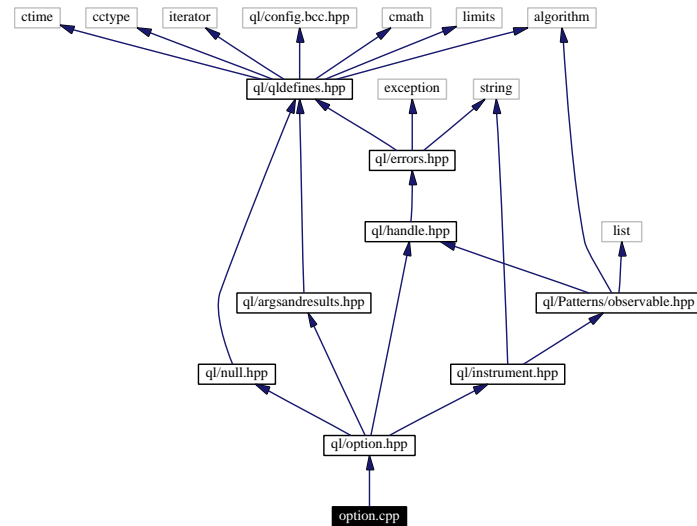 ctime
cctype
iterator
ql/config.bcc.hpp
cmath
limits
algorithm
ql/qldefines.hpp
exception
string
ql/errors.hpp
ql/handle.hpp
list
ql/argsandresults.hpp
ql/Patterns/observable.hpp
ql/null.hpp
ql/instrument.hpp
ql/option.hpp
option.cpp